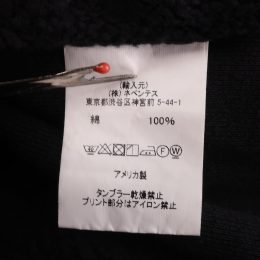 (輸入元)
(株)ネペンテス
東京都渋谷区神宮前 5-44-1
綿 100%
アメリカ製
タンブラー乾燥禁止
プリント部分はアイロン禁止